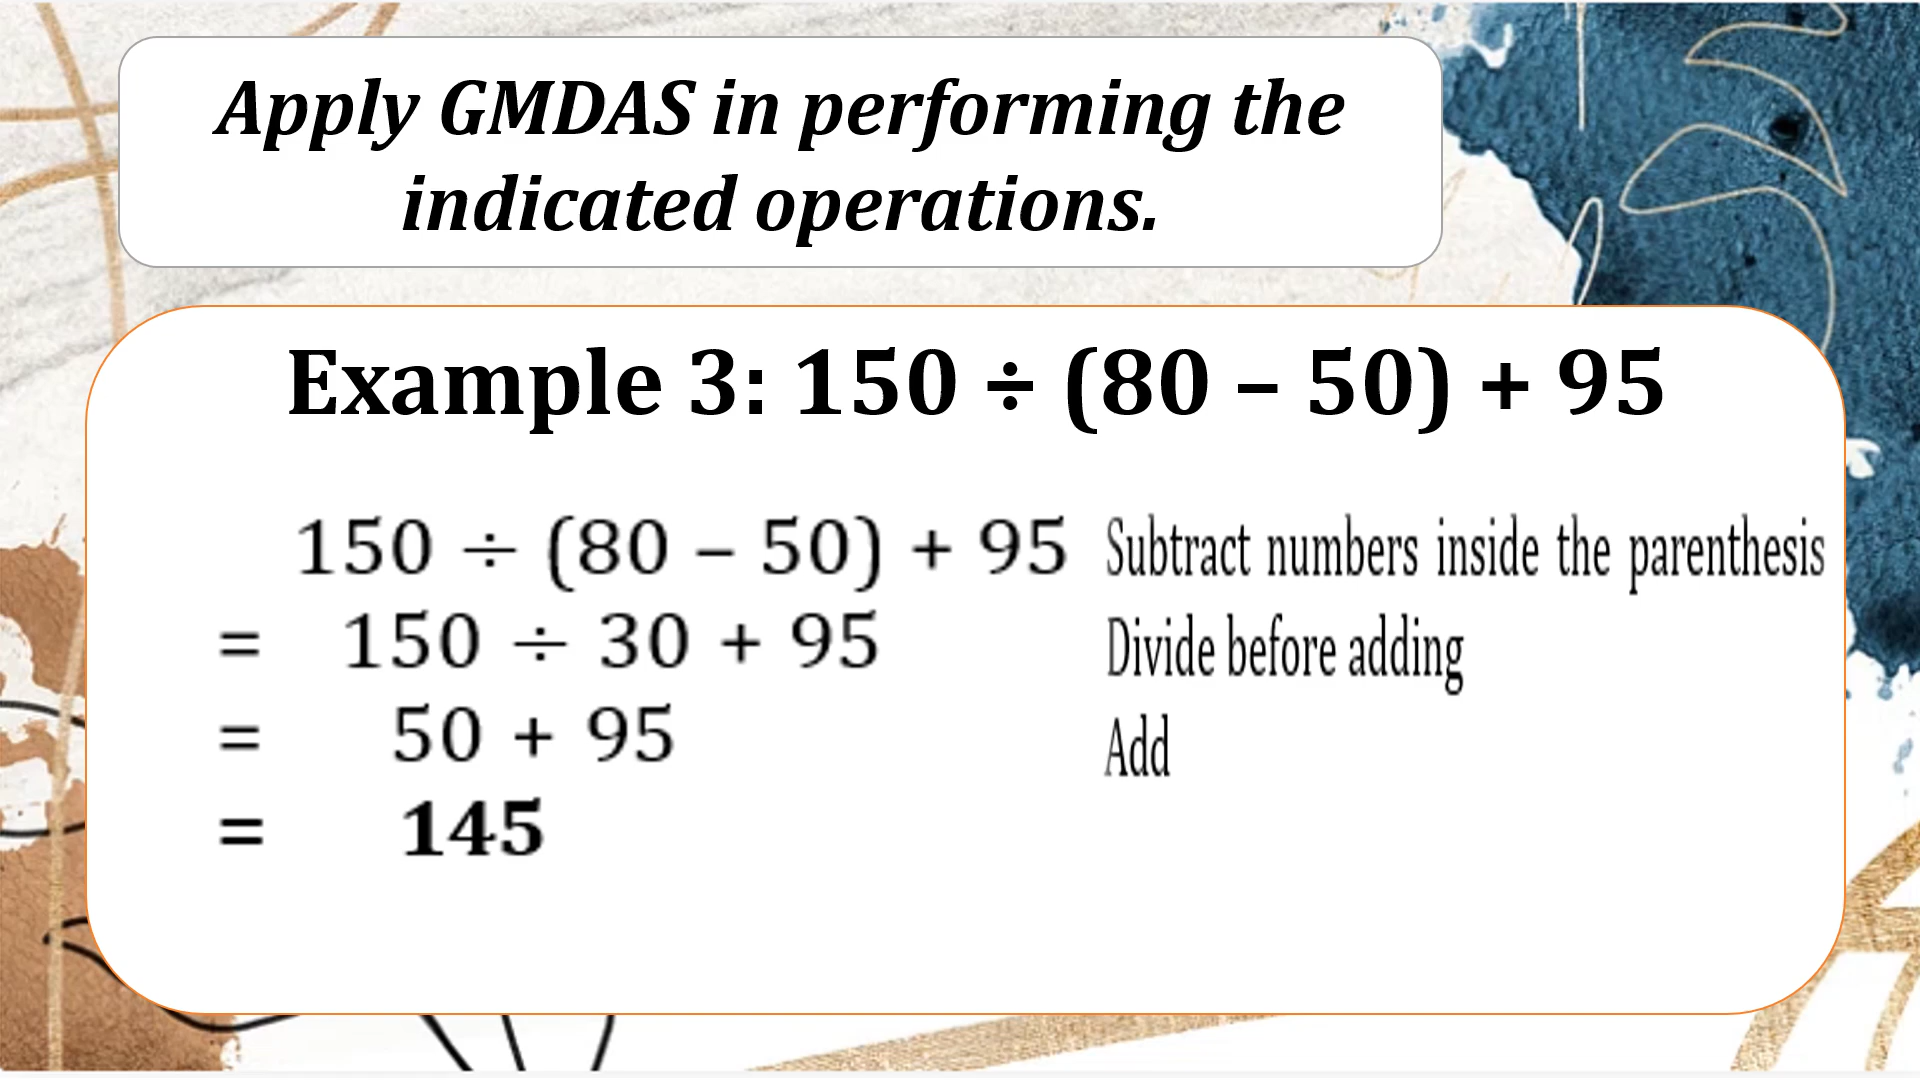 Apply GMDAS in performing the
indicated operations.
Example 3: 150 ÷ (80 – 50) + 95
150 ÷ (80 – 50) + 95 Subtract numbers inside the parenthesis
= 150 ÷ 30 + 95 Divide before adding
= 50 + 95 Add
= 145